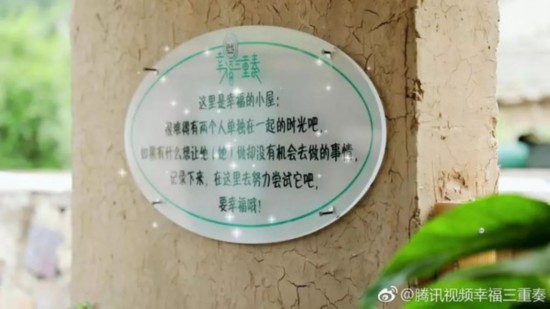 幸福三重奏
这里是幸福的小屋:
很难得有两个人单独在一起的时光吧,
如果有什么想让他(她)做却没有机会去做的事情,
记录下来,在这里去努力尝试它吧,
要幸福哦!
@腾讯视频幸福三重奏